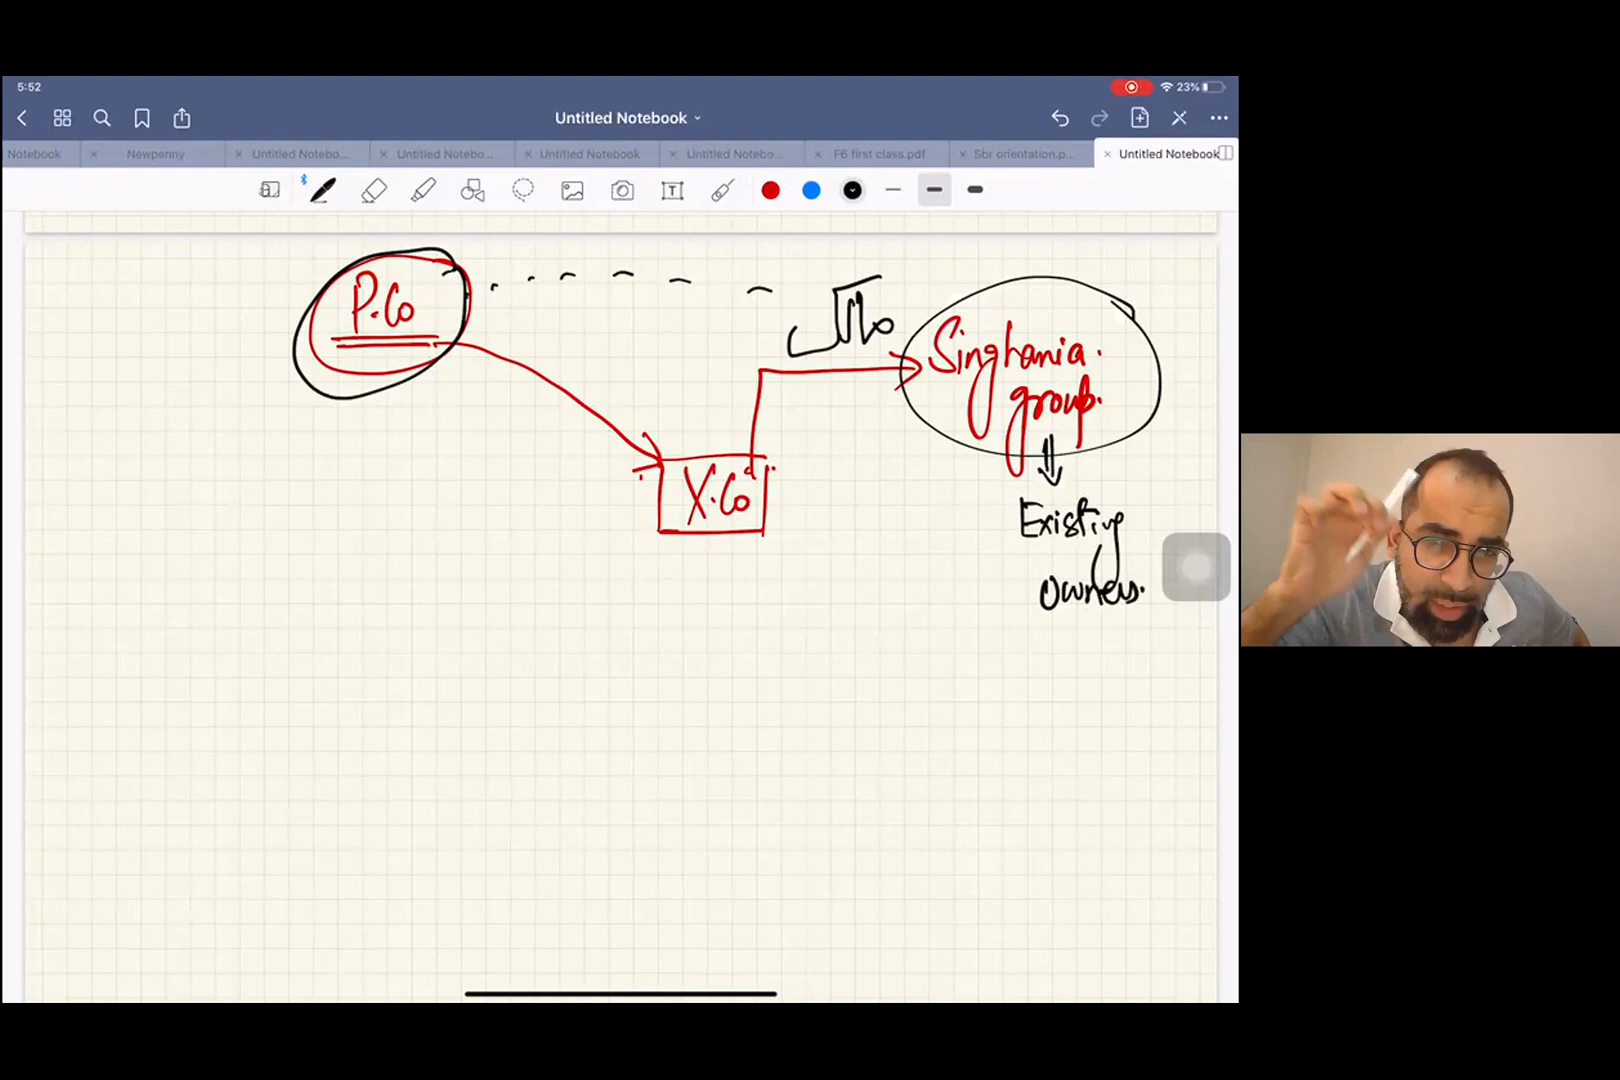 5:52
23%
Untitled Notebook
Notebook
Newpenny
Untitled Notebo...
Untitled Notebo...
Untitled Notebook
Untitled Notebo...
F6 first class.pdf
Sbr orientation.p...
Untitled Notebook
T
P.Co
Singhania
group.
X.Co
Existing
owners.